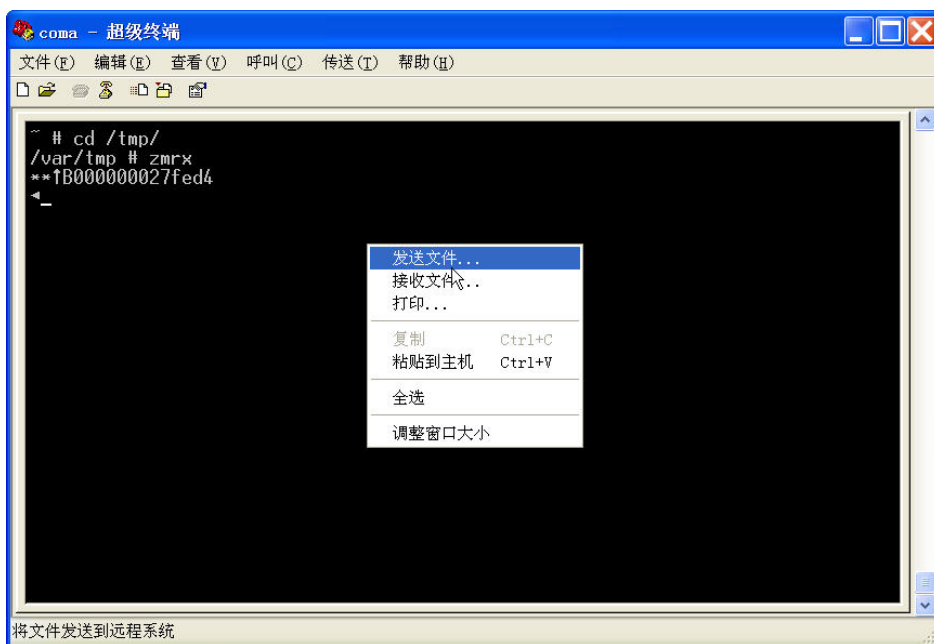 coma - 超级终端
文件(F) 编辑(E) 查看(V) 呼叫(C) 传送(T) 帮助(H)
~ # cd /tmp/
/var/tmp # zmrx
**↑B000000027fed4
◄_
发送文件...
接收文件...
打印...
复制 Ctrl+C
粘贴到主机 Ctrl+V
全选
调整窗口大小
将文件发送到远程系统